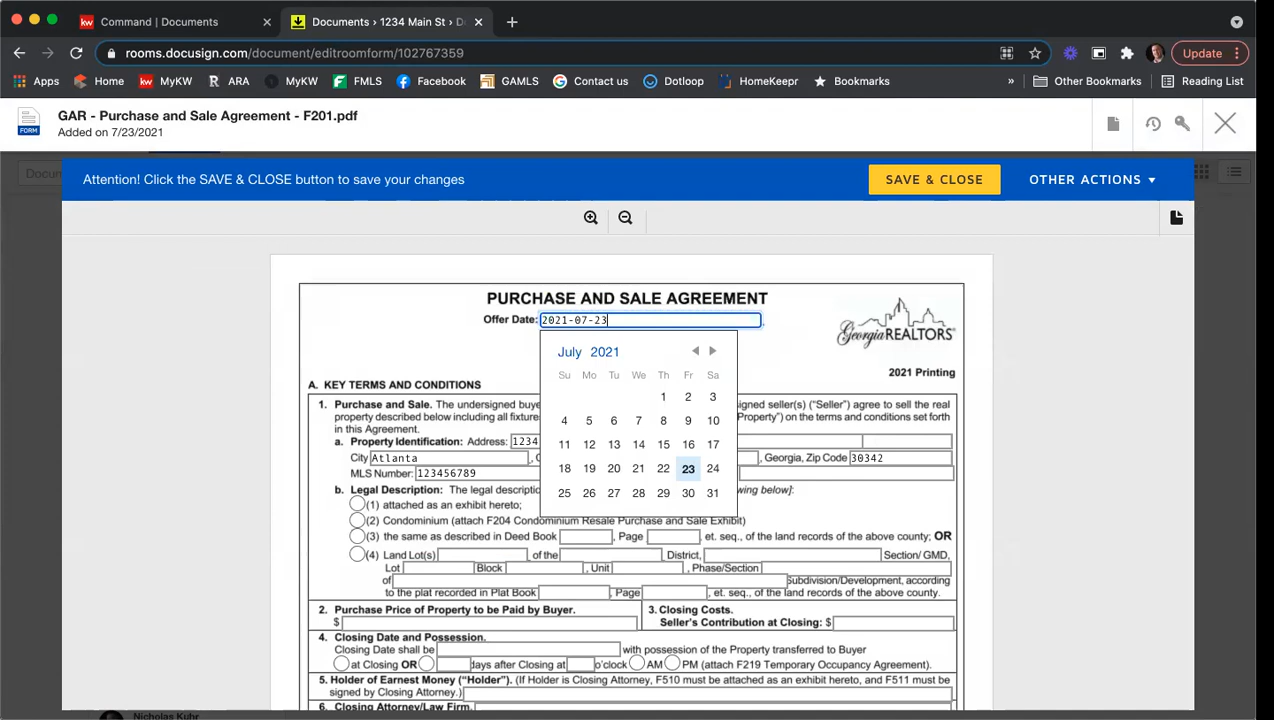 Command | Documents
Documents › 1234 Main St › D
rooms.docusign.com/document/editroomform/102767359
Update
Apps
Home
MyKW
ARA
MyKW
FMLS
Facebook
GAMLS
Contact us
Dotloop
HomeKeepr
Bookmarks
»
Other Bookmarks
Reading List
GAR - Purchase and Sale Agreement - F201.pdf
Added on 7/23/2021
FORM
Docum
Attention! Click the SAVE & CLOSE button to save your changes
SAVE & CLOSE
OTHER ACTIONS
PURCHASE AND SALE AGREEMENT
Offer Date: 2021-07-23
Georgia REALTORS®
2021 Printing
July 2021
Su Mo Tu We Th Fr Sa
1 2 3
4 5 6 7 8 9 10
11 12 13 14 15 16 17
18 19 20 21 22 23 24
25 26 27 28 29 30 31
A. KEY TERMS AND CONDITIONS
1. Purchase and Sale. The undersigned buye signed seller(s) ("Seller") agree to sell the real
property described below including all fixtures roperty") on the terms and conditions set forth
in this Agreement.
a. Property Identification: Address: 1234
City Atlanta , Georgia, Zip Code 30342
MLS Number: 123456789
b. Legal Description: The legal descripti wing below]:
(1) attached as an exhibit hereto;
(2) Condominium (attach F204 Condominium Resale Purchase and Sale Exhibit)
(3) the same as described in Deed Book , Page , et. seq., of the land records of the above county; OR
(4) Land Lot(s) of the District, Section/ GMD,
Lot Block , Unit , Phase/Section
of Subdivision/Development, according
to the plat recorded in Plat Book , Page , et. seq., of the land records of the above county.
2. Purchase Price of Property to be Paid by Buyer.
$
3. Closing Costs.
Seller's Contribution at Closing: $
4. Closing Date and Possession.
Closing Date shall be with possession of the Property transferred to Buyer
at Closing OR days after Closing at o'clock AM PM (attach F219 Temporary Occupancy Agreement).
5. Holder of Earnest Money ("Holder"). (If Holder is Closing Attorney, F510 must be attached as an exhibit hereto, and F511 must be
signed by Closing Attorney.)
6. Closing Attorney/Law Firm.
Nicholas Kuhr